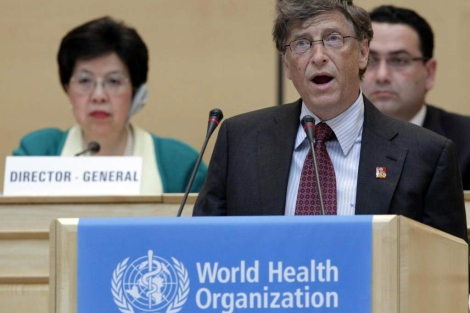 DIRECTOR - GENERAL
World Health
Organization